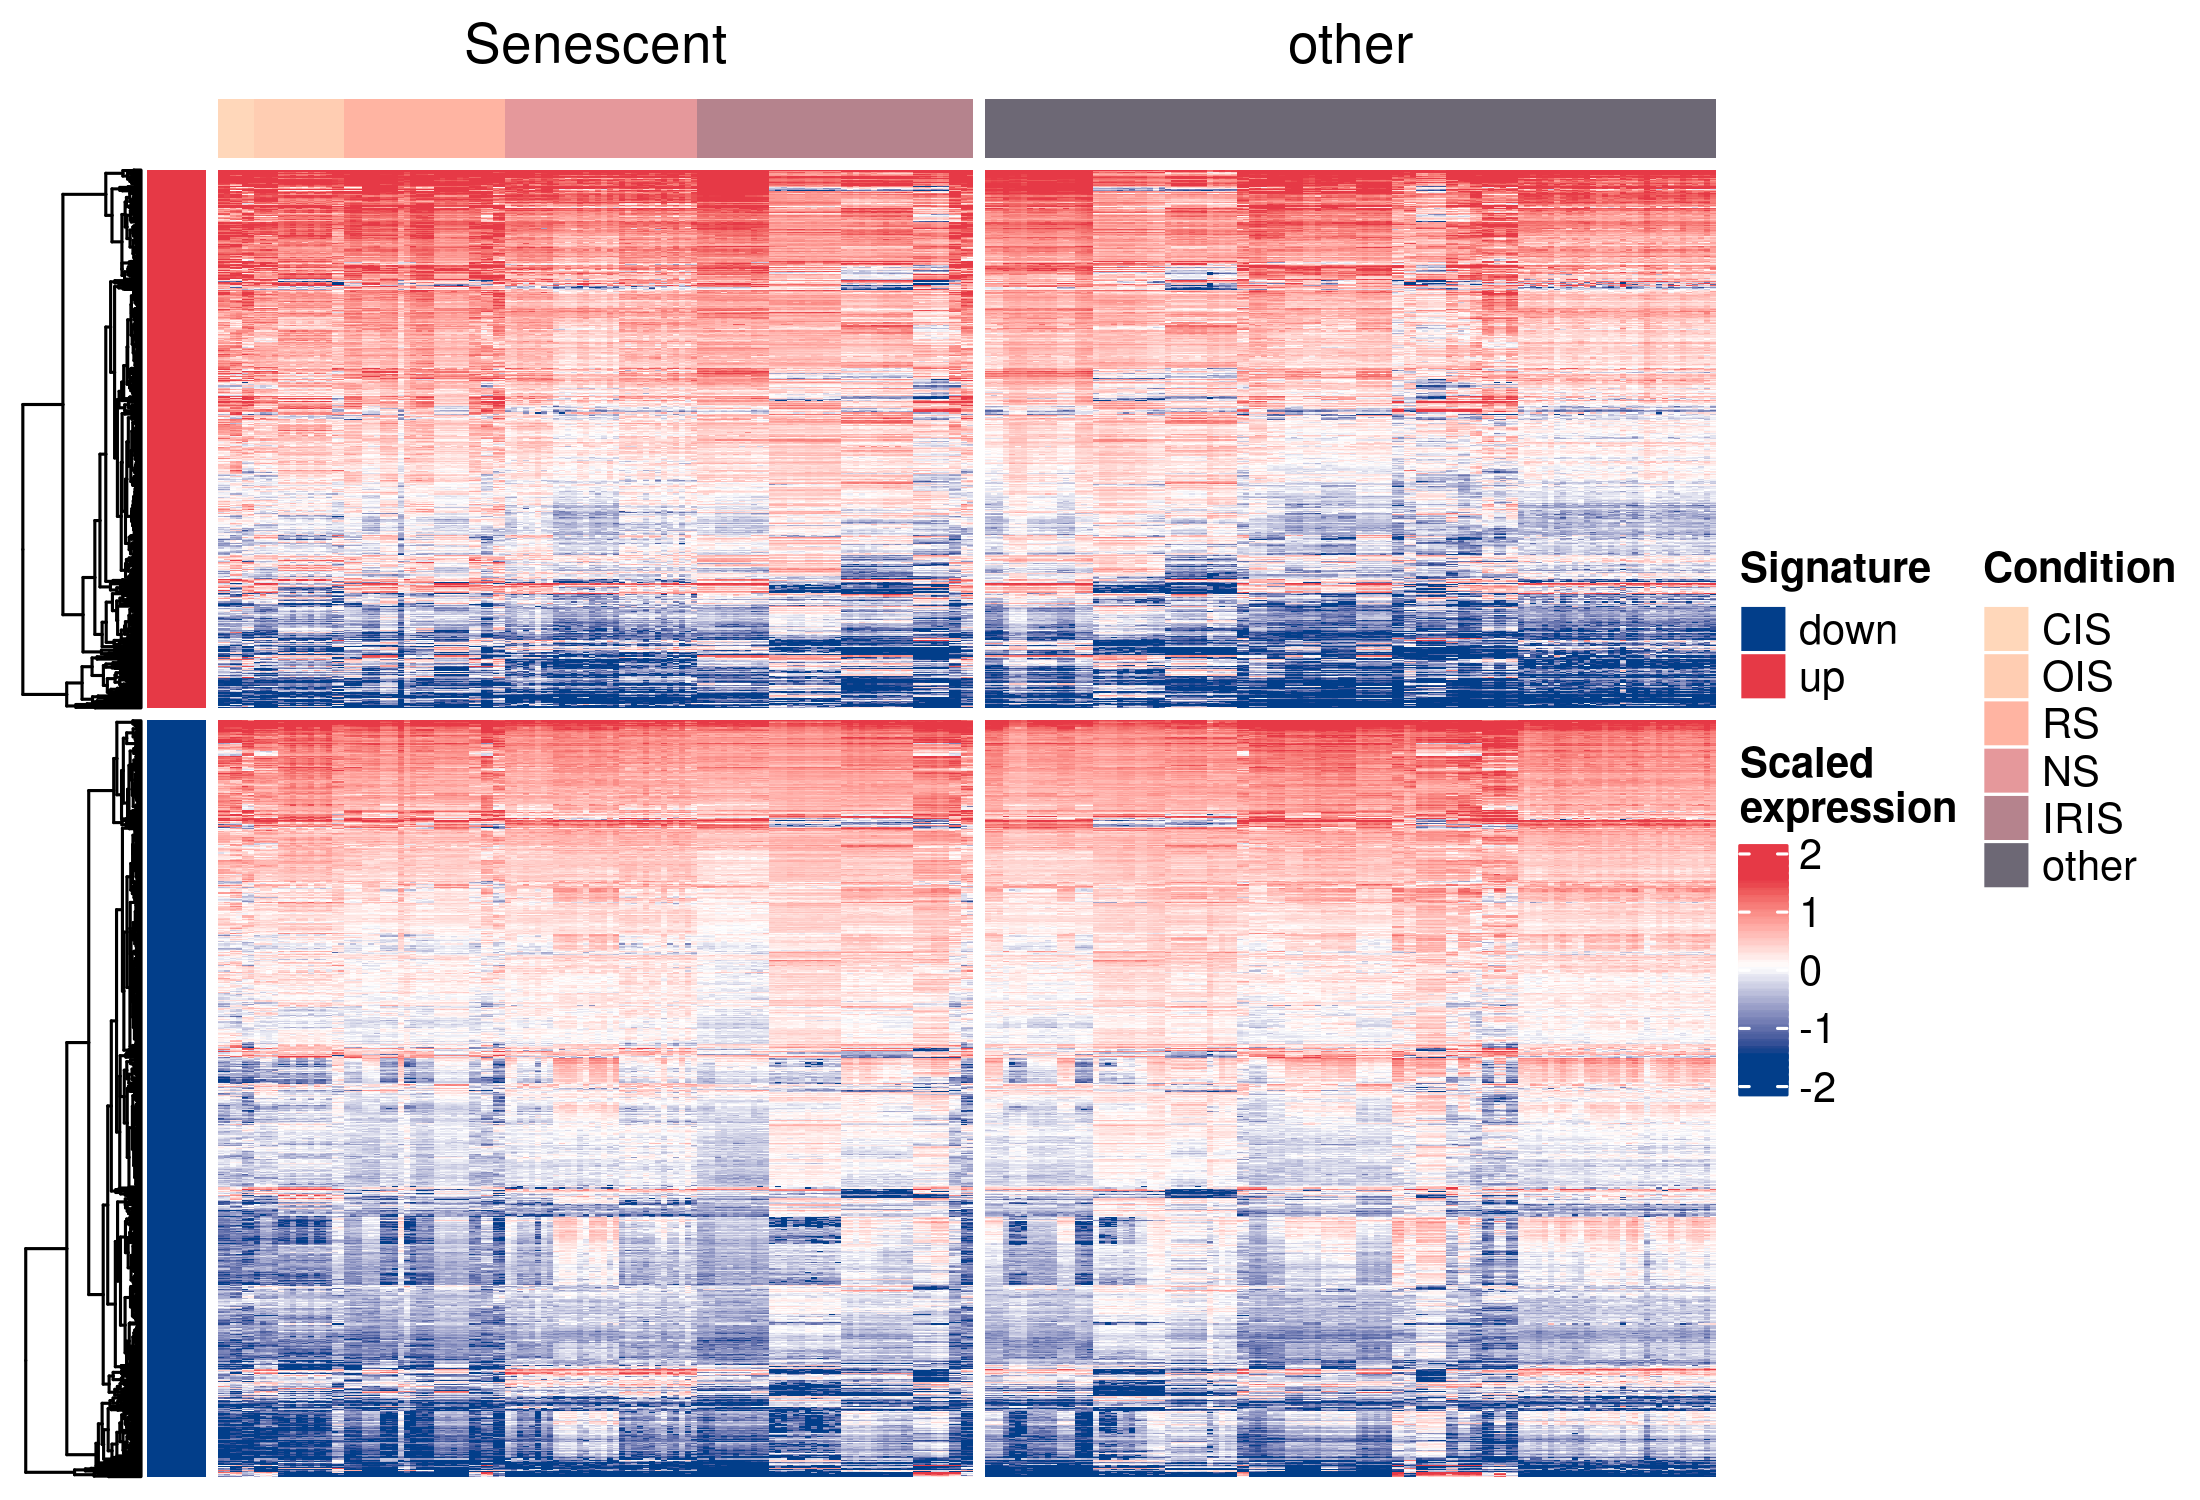 Senescent
other
Signature
down
up
Scaled
expression
2
1
0
-1
-2
Condition
CIS
OIS
RS
NS
IRIS
other